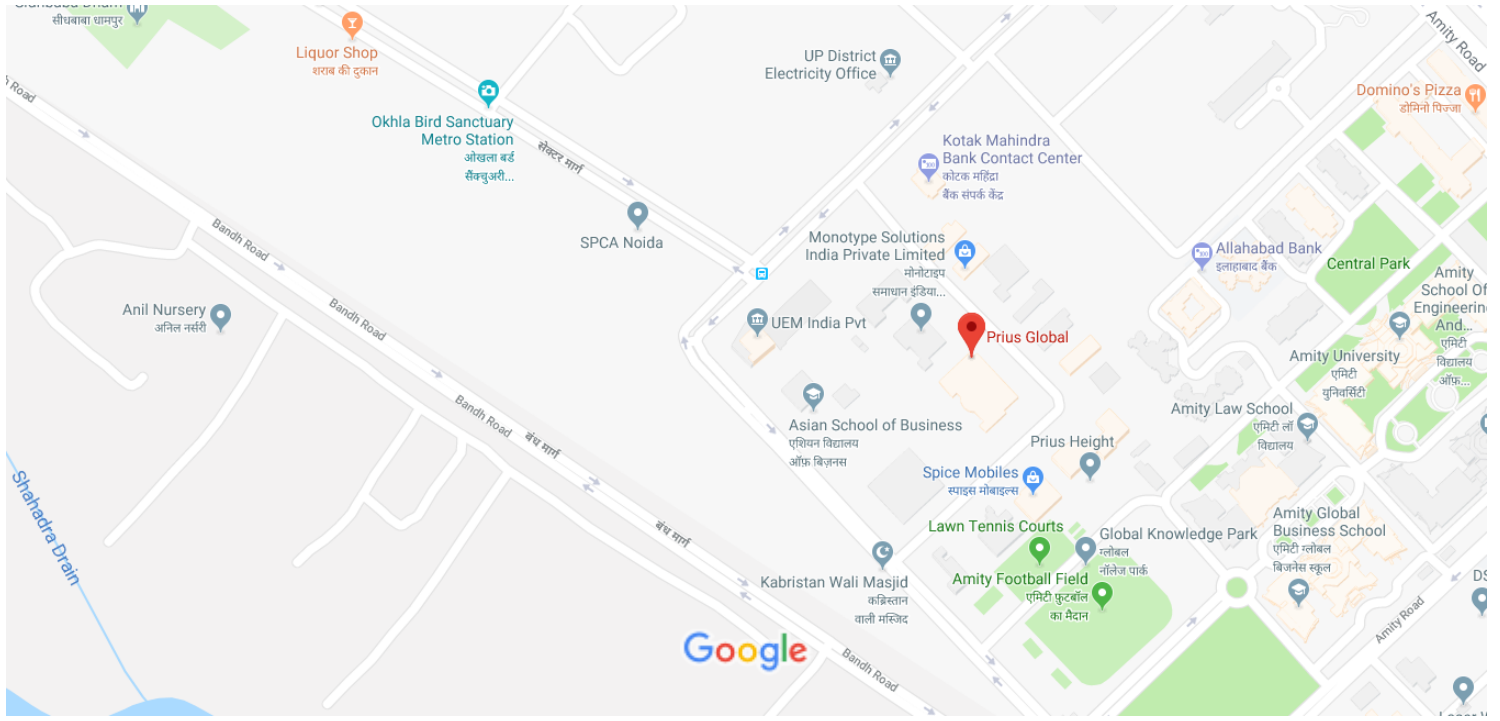 सीधबाबा धामपुर
Liquor Shop
शराब की दुकान
Okhla Bird Sanctuary
Metro Station
ओखला बर्ड
सैंक्चुअरी...
सेक्टर मार्ग
UP District
Electricity Office
Amity Road
Domino's Pizza
डोमिनो पिज्जा
Kotak Mahindra
Bank Contact Center
कोटक महिंद्रा
बैंक संपर्क केंद्र
SPCA Noida
Monotype Solutions
India Private Limited
मोनोटाइप
समाधान इंडिया...
Allahabad Bank
इलाहाबाद बैंक
Central Park
Amity
School Of
Engineering
And...
एमिटी
विद्यालय
ऑफ़...
Bandh Road
Bandh Road
Anil Nursery
अनिल नर्सरी
UEM India Pvt
Prius Global
Amity University
एमिटी
युनिवर्सिटी
Bandh Road
बंध मार्ग
Asian School of Business
एशियन विद्यालय
ऑफ़ बिज़नस
Amity Law School
एमिटी लॉ
विद्यालय
Prius Height
Spice Mobiles
स्पाइस मोबाइल्स
Shahadra Drain
बंध मार्ग
Lawn Tennis Courts
Global Knowledge Park
ग्लोबल
नॉलेज पार्क
Amity Global
Business School
एमिटी ग्लोबल
बिजनेस स्कूल
Kabristan Wali Masjid
कब्रिस्तान
वाली मस्जिद
Amity Football Field
एमिटी फुटबॉल
का मैदान
Google
Bandh Road
Amity Road
DS